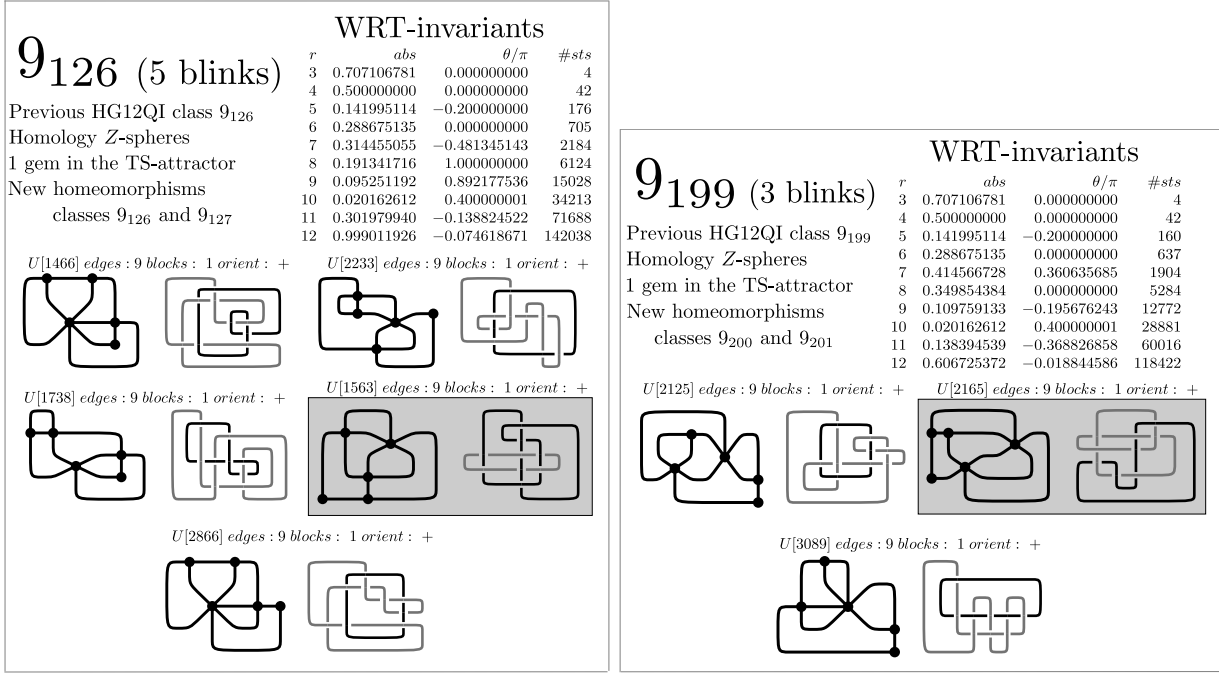 WRT-invariants
9126 (5 blinks)
r abs θ/π #sts
3 0.707106781 0.000000000 4
4 0.500000000 0.000000000 42
5 0.141995114 −0.200000000 176
6 0.288675135 0.000000000 705
7 0.314455055 −0.481345143 2184
8 0.191341716 1.000000000 6124
9 0.095251192 0.892177536 15028
10 0.020162612 0.400000001 34213
11 0.301979940 −0.138824522 71688
12 0.999011926 −0.074618671 142038
Previous HG12QI class 9126
Homology Z-spheres
1 gem in the TS-attractor
New homeomorphisms
classes 9126 and 9127
U[1466] edges : 9 blocks : 1 orient : +
U[2233] edges : 9 blocks : 1 orient : +
U[1738] edges : 9 blocks : 1 orient : +
U[1563] edges : 9 blocks : 1 orient : +
U[2866] edges : 9 blocks : 1 orient : +
WRT-invariants
9199 (3 blinks)
r abs θ/π #sts
3 0.707106781 0.000000000 4
4 0.500000000 0.000000000 42
5 0.141995114 −0.200000000 160
6 0.288675135 0.000000000 637
7 0.414566728 0.360635685 1904
8 0.349854384 0.000000000 5284
9 0.109759133 −0.195676243 12772
10 0.020162612 0.400000001 28881
11 0.138394539 −0.368826858 60016
12 0.606725372 −0.018844586 118422
Previous HG12QI class 9199
Homology Z-spheres
1 gem in the TS-attractor
New homeomorphisms
classes 9200 and 9201
U[2125] edges : 9 blocks : 1 orient : +
U[2165] edges : 9 blocks : 1 orient : +
U[3089] edges : 9 blocks : 1 orient : +